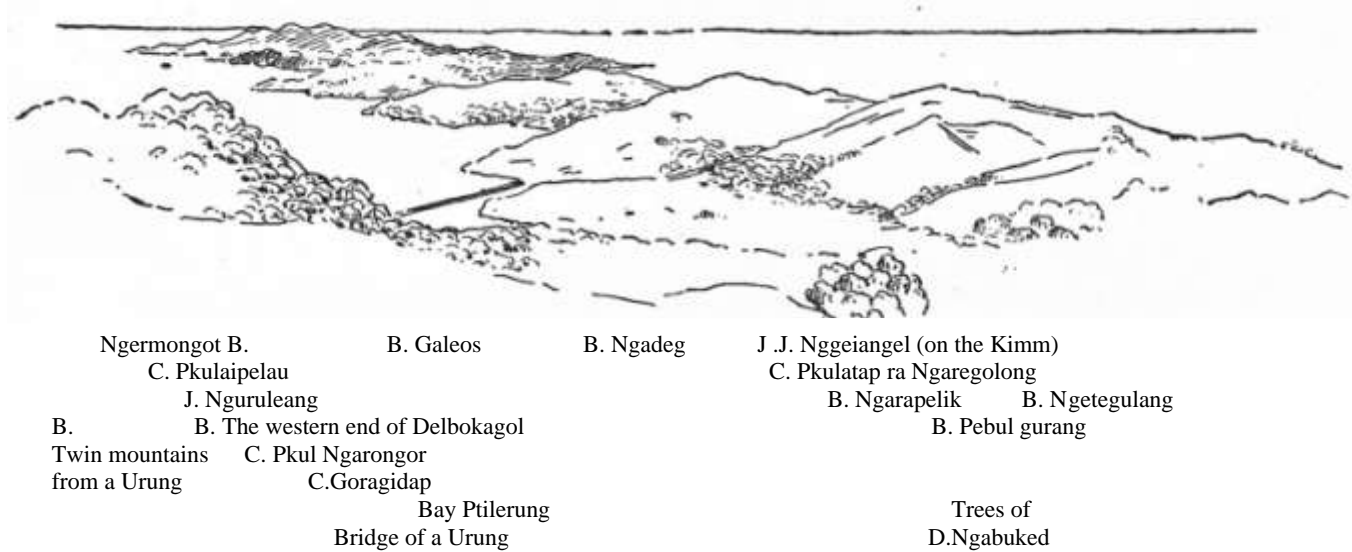 Ngermongot B. B. Galeos B. Ngadeg J .J. Nggeiangel (on the Kimm)
C. Pkulaipelau C. Pkulatap ra Ngaregolong
J. Nguruleang B. Ngarapelik B. Ngetegulang
B. B. The western end of Delbokagol B. Pebul gurang
Twin mountains C. Pkul Ngarongor
from a Urung C.Goragidap
Bay Ptilerung Trees of
Bridge of a Urung D.Ngabuked